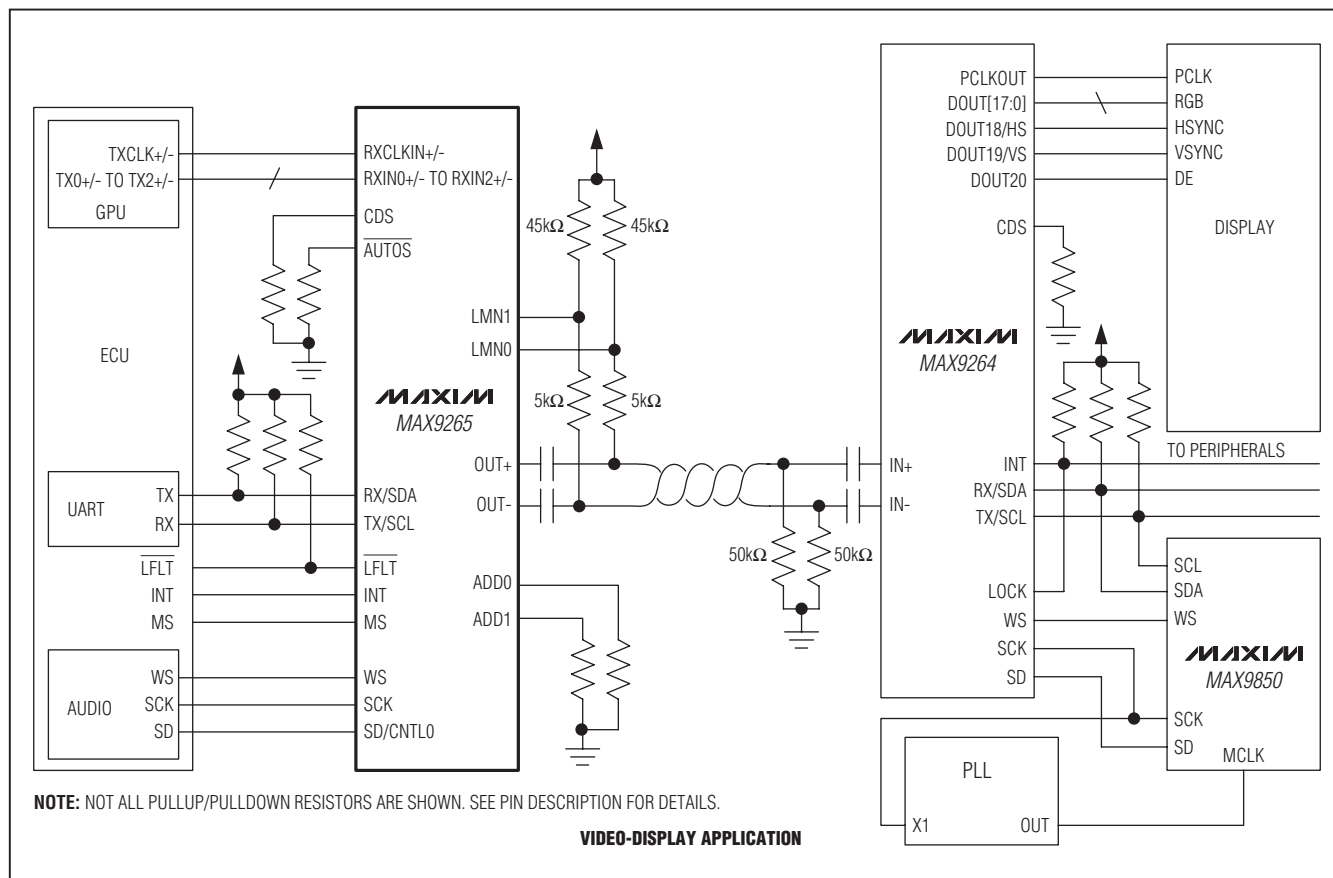 ECU
TXCLK+/-
TX0+/- TO TX2+/-
GPU
UART
TX
RX
LFLT
INT
MS
AUDIO
WS
SCK
SD
RXCLKIN+/-
RXIN0+/- TO RXIN2+/-
CDS
AUTOS
LMN1
LMN0
MAXIM
MAX9265
OUT+
OUT-
RX/SDA
TX/SCL
LFLT
INT
MS
ADD0
ADD1
WS
SCK
SD/CNTL0
45kΩ
45kΩ
5kΩ
5kΩ
50kΩ
50kΩ
PCLKOUT
DOUT[17:0]
DOUT18/HS
DOUT19/VS
DOUT20
CDS
MAXIM
MAX9264
IN+
IN-
INT
RX/SDA
TX/SCL
LOCK
WS
SCK
SD
PCLK
RGB
HSYNC
VSYNC
DE
DISPLAY
TO PERIPHERALS
SCL
SDA
WS
MAXIM
MAX9850
SCK
SD
MCLK
PLL
X1
OUT
NOTE: NOT ALL PULLUP/PULLDOWN RESISTORS ARE SHOWN. SEE PIN DESCRIPTION FOR DETAILS.
VIDEO-DISPLAY APPLICATION